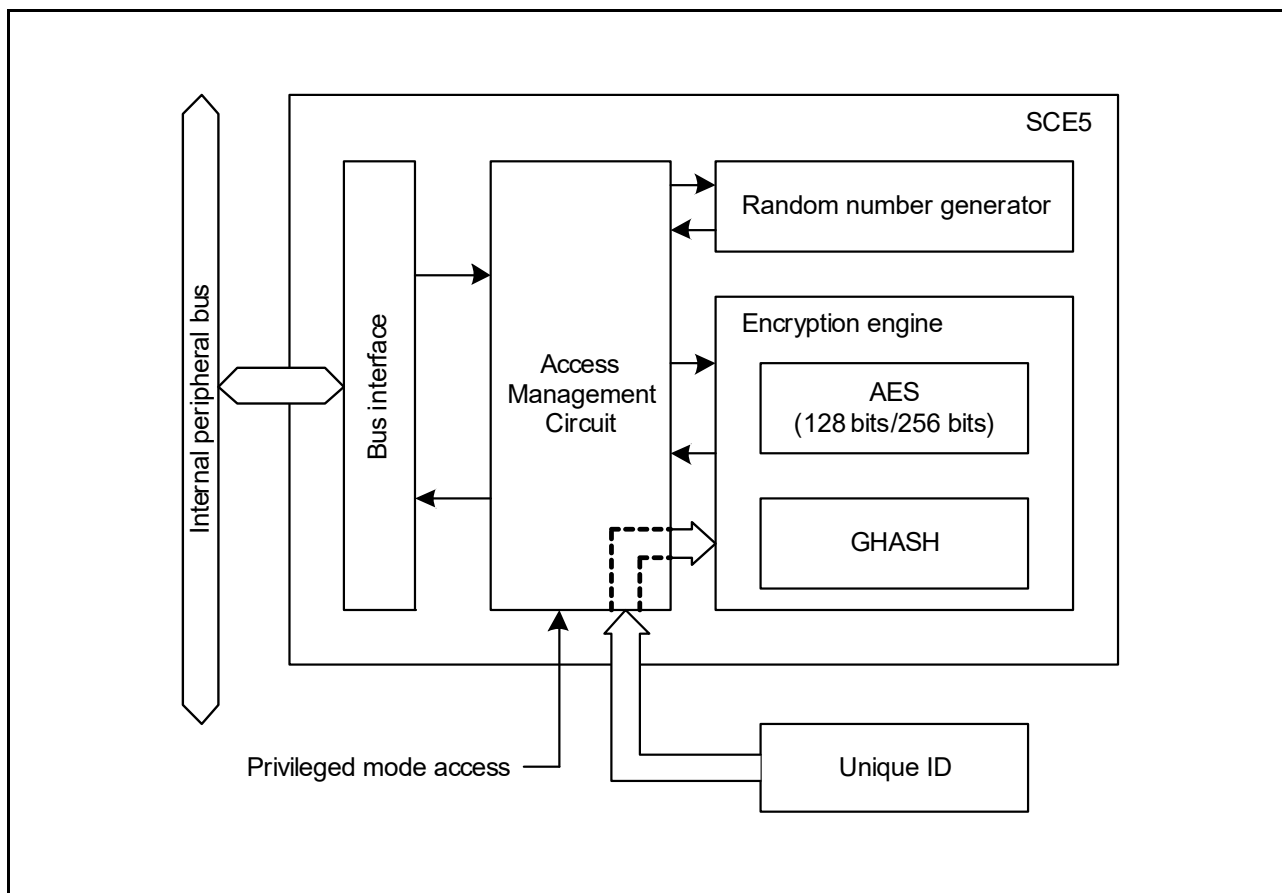 SCE5
Internal peripheral bus
Bus interface
Access
Management
Circuit
Random number generator
Encryption engine
AES
(128 bits/256 bits)
GHASH
Privileged mode access
Unique ID